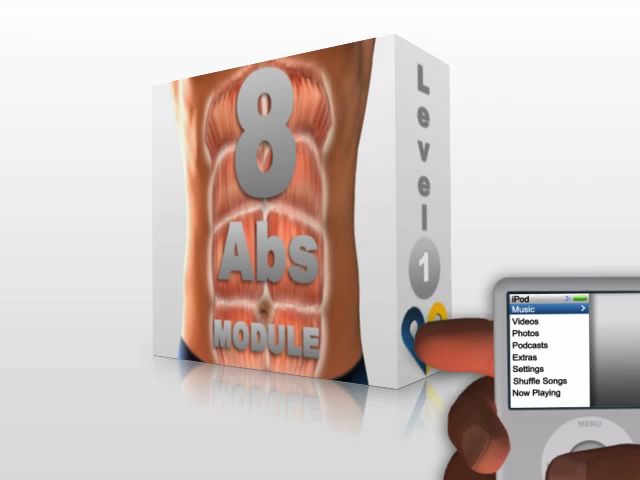 8
Abs
MODULE
Level
1
iPod
Music
Videos
Photos
Podcasts
Extras
Settings
Shuffle Songs
Now Playing
MENU